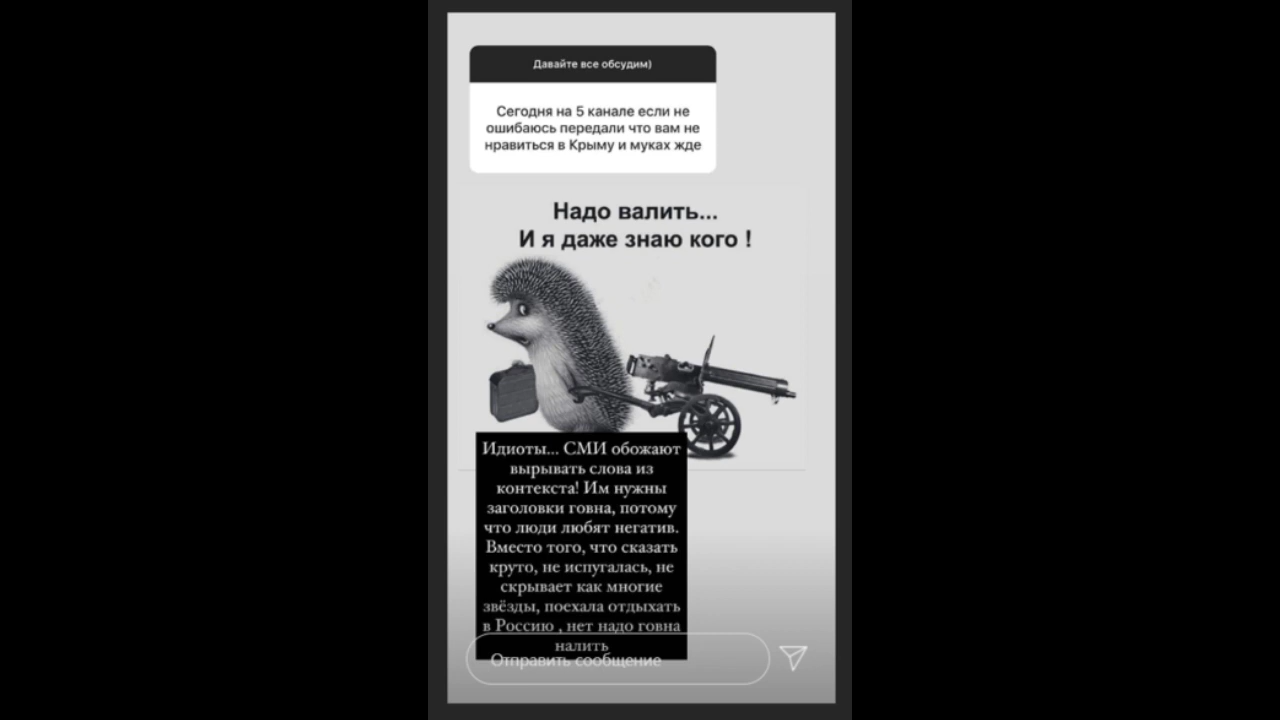 Давайте все обсудим)
Сегодня на 5 канале если не
ошибаюсь передали что вам не
нравиться в Крыму и муках жде
Надо валить...
И я даже знаю кого !
Идиоты... СМИ обожают
вырывать слова из
контекста! Им нужны
заголовки говна, потому
что люди любят негатив.
Вместо того, что сказать
круто, не испугалась, не
скрывает как многие
звёзды, поехала отдыхать
в Россию , нет надо говна
налить
Отправить сообщение